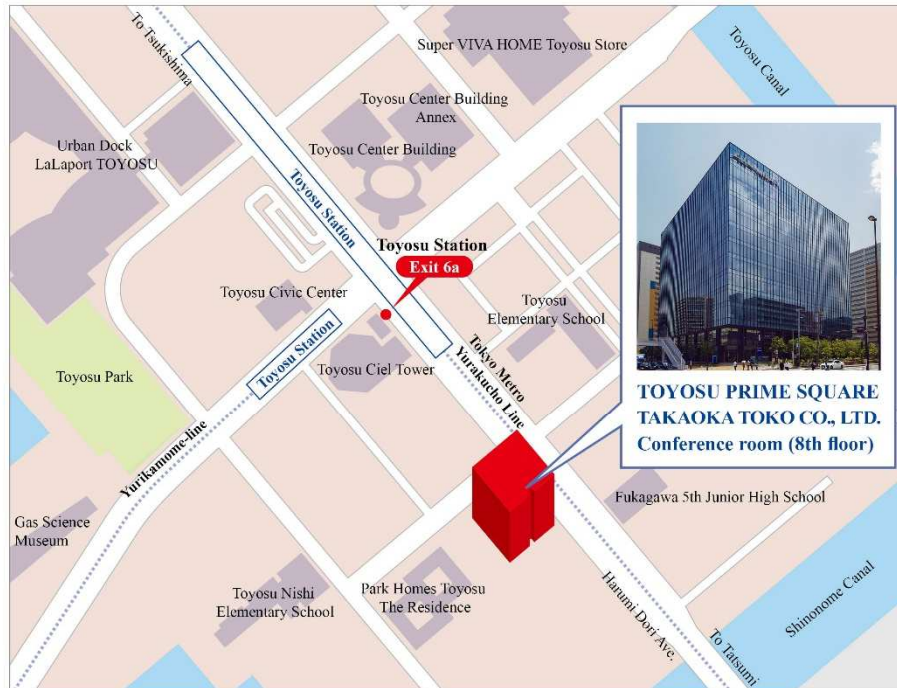 To Tsukishima
Super VIVA HOME Toyosu Store
Toyosu Canal
Toyosu Center Building
Annex
Toyosu Center Building
Urban Dock
LaLaport TOYOSU
Toyosu Station
Toyosu Station
Exit 6a
Toyosu Civic Center
Toyosu
Elementary School
Toyosu Station
Toyosu Ciel Tower
Toyosu Park
Tokyo Metro
Yurakucho Line
TOYOSU PRIME SQUARE
TAKAOKA TOKO CO., LTD.
Conference room (8th floor)
Yurikamome-line
Fukagawa 5th Junior High School
Gas Science
Museum
Toyosu Nishi
Elementary School
Park Homes Toyosu
The Residence
Harumi Dori Ave.
Shinonome Canal
To Tatsumi